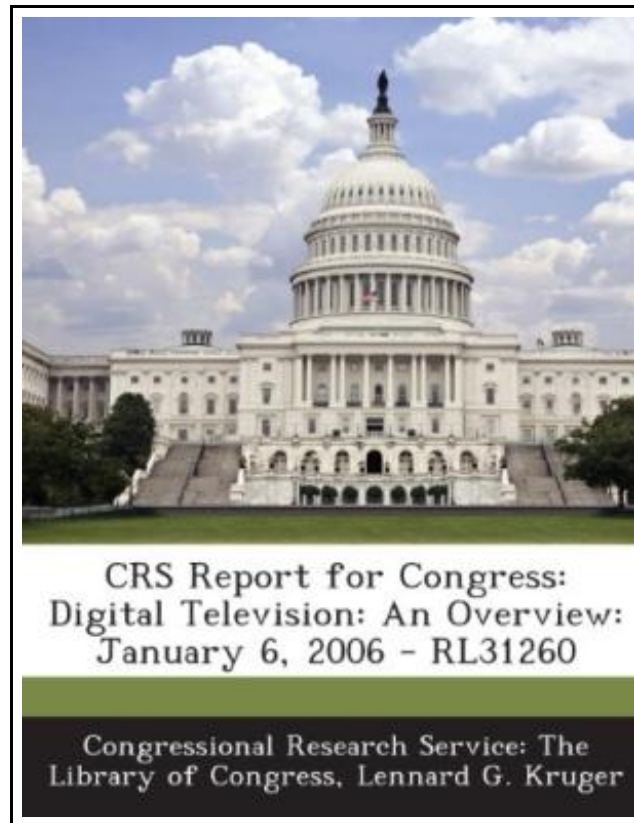 CRS Report for Congress:
Digital Television: An Overview:
January 6, 2006 - RL31260
Congressional Research Service: The
Library of Congress, Lennard G. Kruger